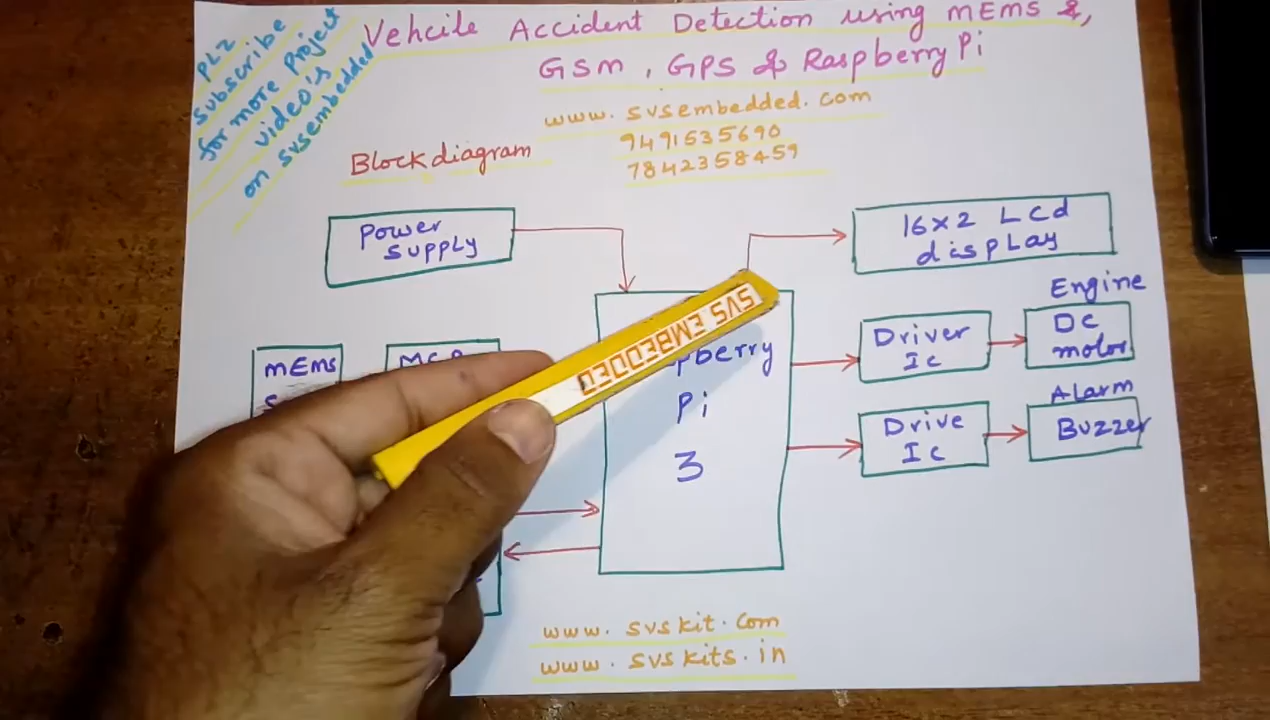 PLZ
subscribe
for more Project
video's
on svsembedded
Vehcile Accident Detection using mEms &,
GSm, GPS & Raspberry Pi
www.svsembedded.com
9491535690
7842358459
Block diagram
Power
supply
16x2 LCd
display
Engine
Driver
Ic
DC
motor
mEms
pberry
Pi
3
SVS EMBEDDED
Alarm
Drive
Ic
Buzzer
www.svskit.com
www.svskits.in